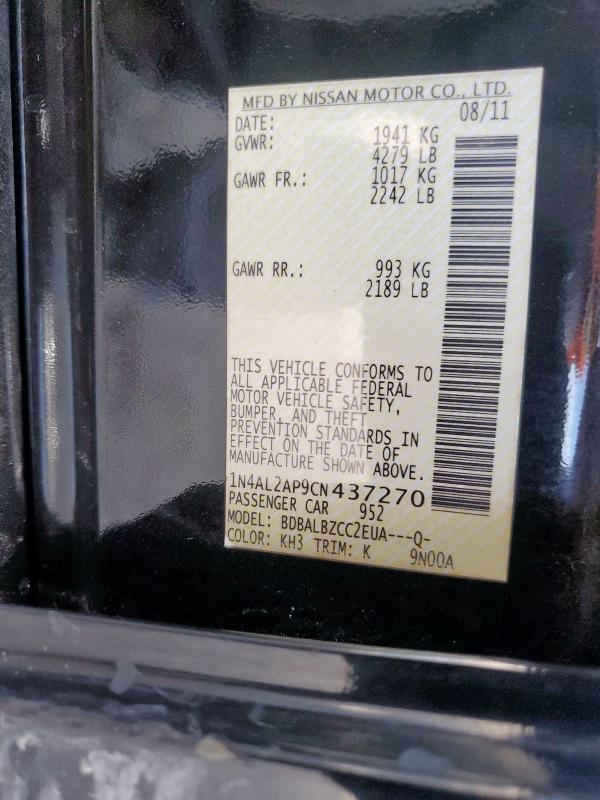 MFD BY NISSAN MOTOR CO., LTD.
DATE: 08/11
GVWR: 1941 KG
4279 LB
GAWR FR.: 1017 KG
2242 LB
GAWR RR.: 993 KG
2189 LB
THIS VEHICLE CONFORMS TO
ALL APPLICABLE FEDERAL
MOTOR VEHICLE SAFETY,
BUMPER, AND THEFT
PREVENTION STANDARDS IN
EFFECT ON THE DATE OF
MANUFACTURE SHOWN ABOVE.
1N4AL2AP9CN437270
PASSENGER CAR 952
MODEL: BDBALBZCC2EUA---Q-
COLOR: KH3 TRIM: K 9N00A